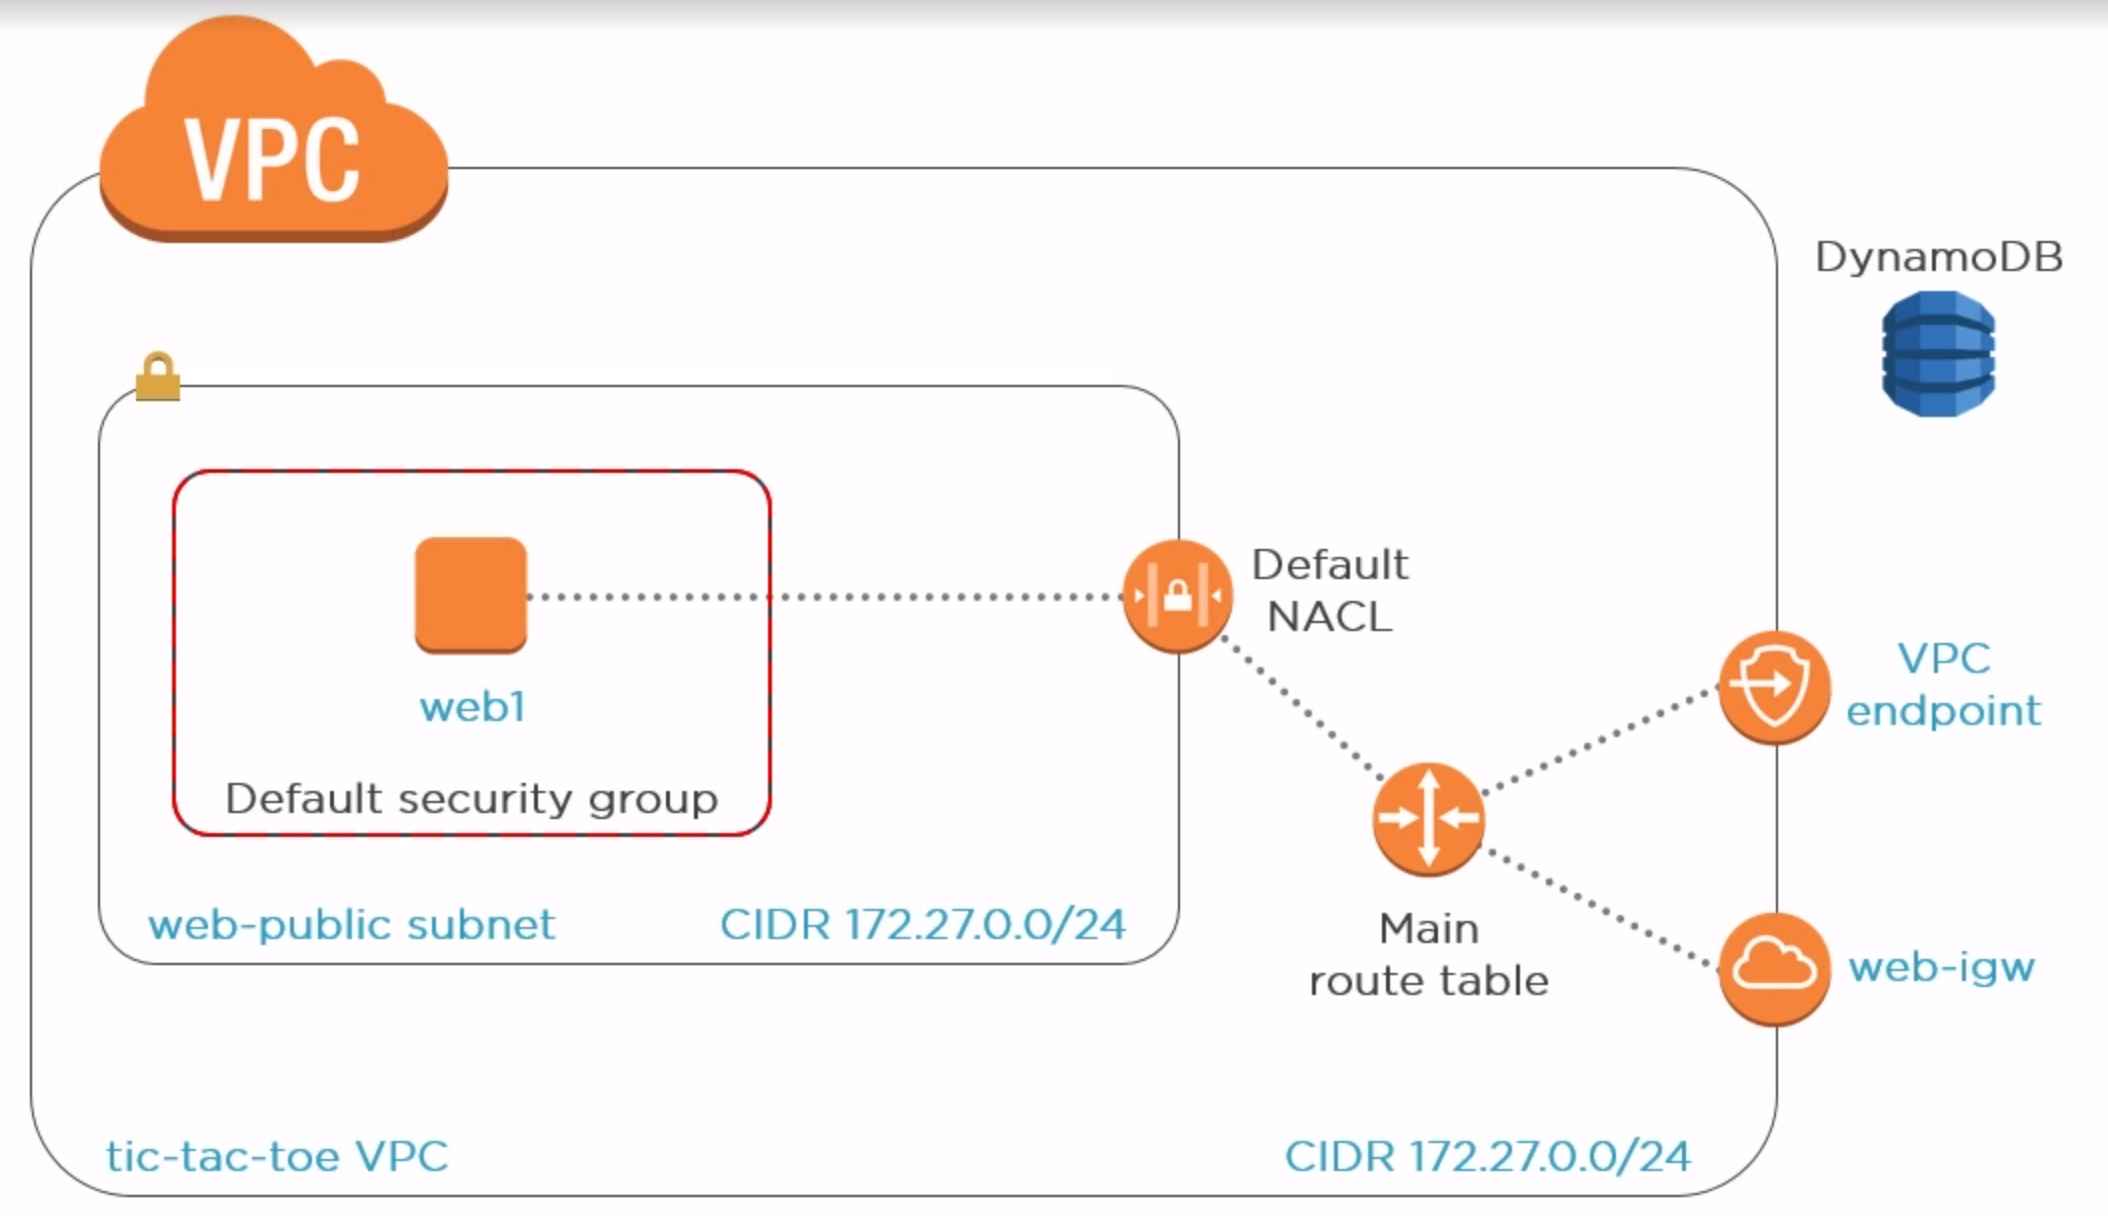 VPC
DynamoDB
Default
NACL
VPC
endpoint
web1
Default security group
web-public subnet
CIDR 172.27.0.0/24
Main
route table
web-igw
tic-tac-toe VPC
CIDR 172.27.0.0/24